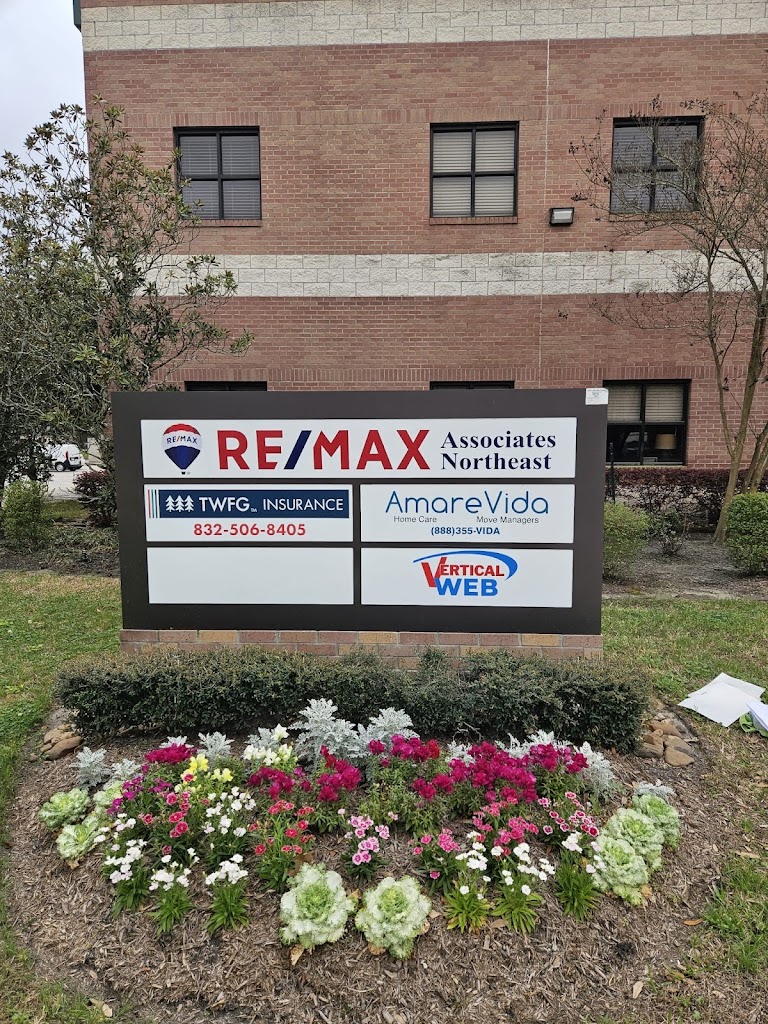 RE/MAX
RE/MAX Associates
Northeast
TWFG INSURANCE
832-506-8405
AmareVida
Home Care Move Managers
(888)355-VIDA
VERTICAL
WEB